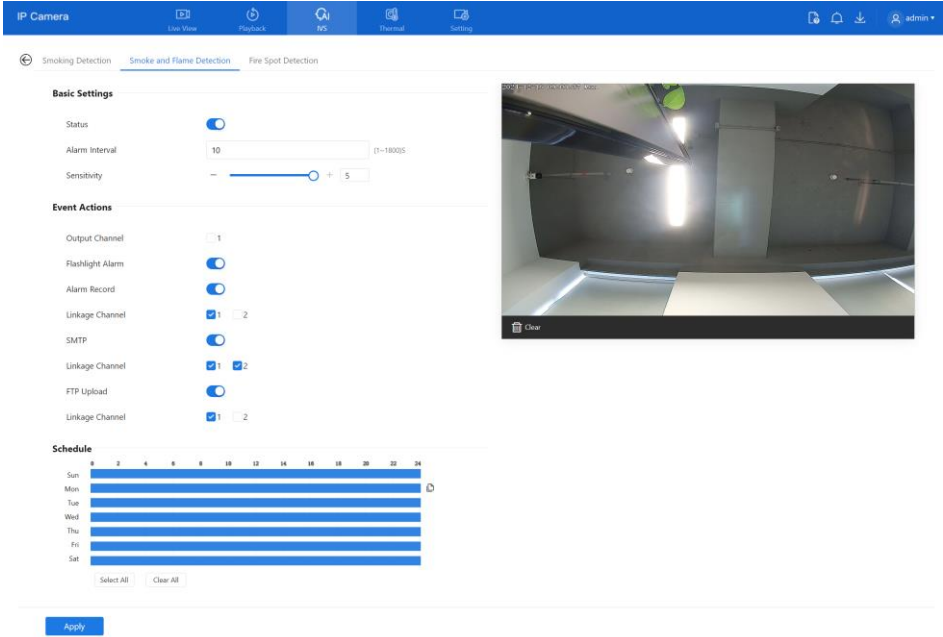 IP Camera
Live View Playback IVS Thermal Setting admin
Smoking Detection Smoke and Flame Detection Fire Spot Detection
Basic Settings
Status
Alarm Interval 10 (1~1800)S
Sensitivity − + 5
Event Actions
Output Channel 1
Flashlight Alarm
Alarm Record
Linkage Channel 1 2
SMTP
Linkage Channel 1 2
FTP Upload
Linkage Channel 1 2
Clear
Schedule
0 2 4 6 8 10 12 14 16 18 20 22 24
Sun
Mon
Tue
Wed
Thu
Fri
Sat
Select All Clear All
Apply